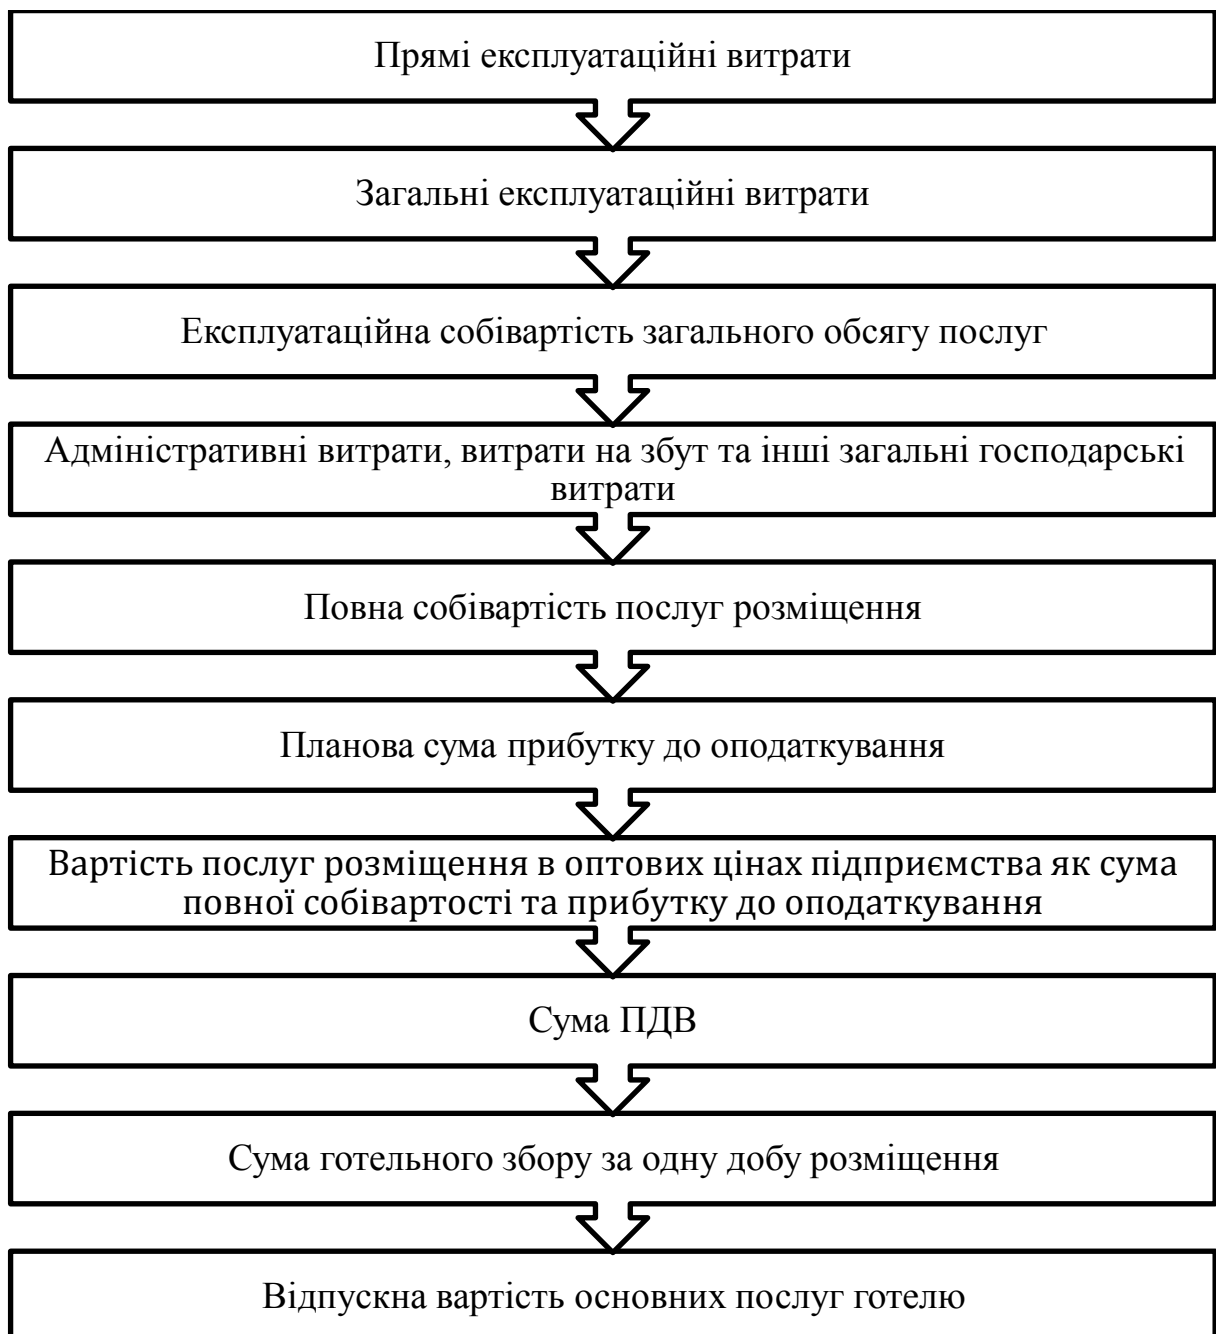 Прямі експлуатаційні витрати
Загальні експлуатаційні витрати
Експлуатаційна собівартість загального обсягу послуг
Адміністративні витрати, витрати на збут та інші загальні господарські
витрати
Повна собівартість послуг розміщення
Планова сума прибутку до оподаткування
Вартість послуг розміщення в оптових цінах підприємства як сума
повної собівартості та прибутку до оподаткування
Сума ПДВ
Сума готельного збору за одну добу розміщення
Відпускна вартість основних послуг готелю